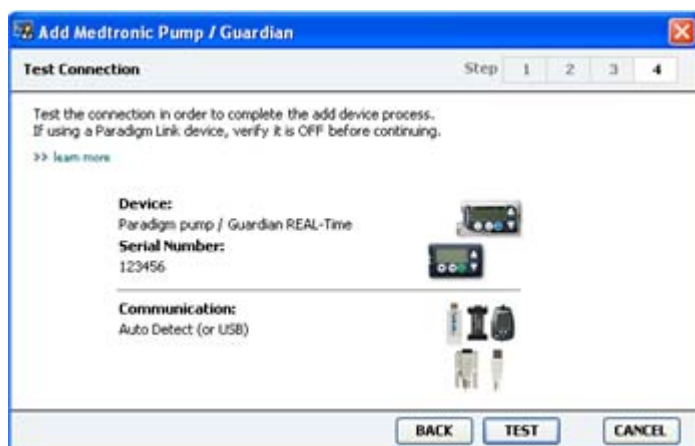 Add Medtronic Pump / Guardian
Test Connection Step 1 2 3 4
Test the connection in order to complete the add device process.
If using a Paradigm Link device, verify it is OFF before continuing.
>> learn more
Device:
Paradigm pump / Guardian REAL-Time
Serial Number:
123456
Communication:
Auto Detect (or USB)
BACK TEST CANCEL